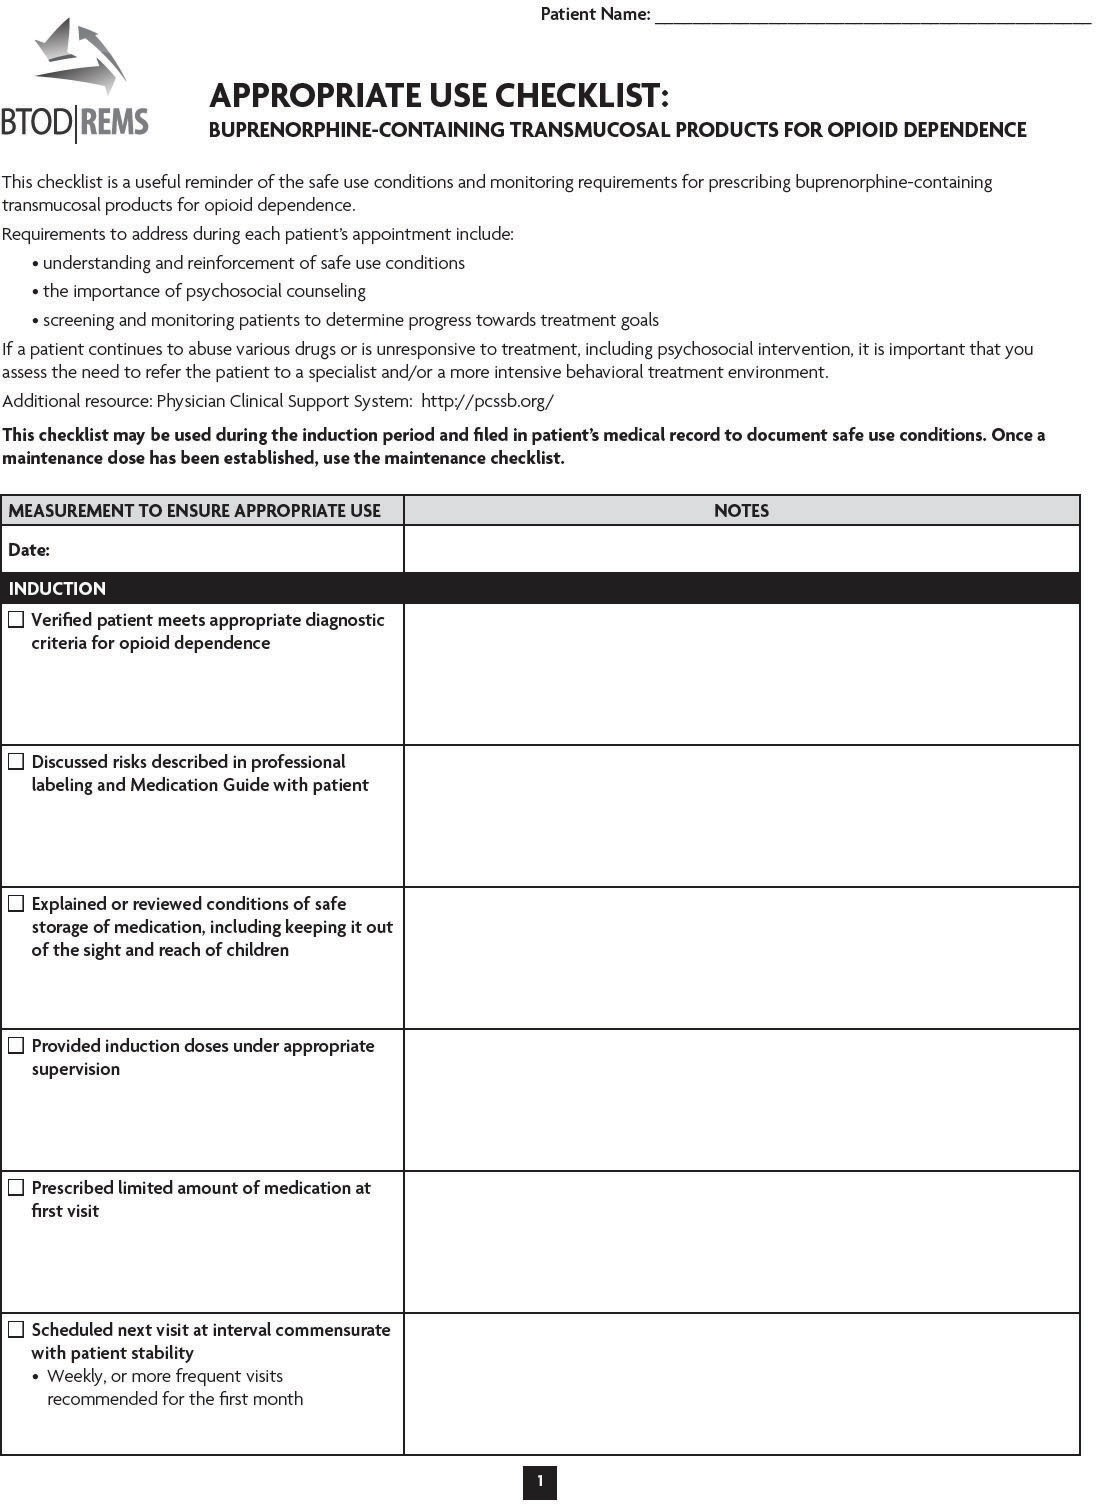 Patient Name: ______________________________________________
BTOD|REMS
APPROPRIATE USE CHECKLIST:
BUPRENORPHINE-CONTAINING TRANSMUCOSAL PRODUCTS FOR OPIOID DEPENDENCE
This checklist is a useful reminder of the safe use conditions and monitoring requirements for prescribing buprenorphine-containing
transmucosal products for opioid dependence.
Requirements to address during each patient's appointment include:
• understanding and reinforcement of safe use conditions
• the importance of psychosocial counseling
• screening and monitoring patients to determine progress towards treatment goals
If a patient continues to abuse various drugs or is unresponsive to treatment, including psychosocial intervention, it is important that you
assess the need to refer the patient to a specialist and/or a more intensive behavioral treatment environment.
Additional resource: Physician Clinical Support System: http://pcssb.org/
This checklist may be used during the induction period and filed in patient's medical record to document safe use conditions. Once a
maintenance dose has been established, use the maintenance checklist.
MEASUREMENT TO ENSURE APPROPRIATE USE NOTES
Date:
INDUCTION
☐ Verified patient meets appropriate diagnostic
criteria for opioid dependence
☐ Discussed risks described in professional
labeling and Medication Guide with patient
☐ Explained or reviewed conditions of safe
storage of medication, including keeping it out
of the sight and reach of children
☐ Provided induction doses under appropriate
supervision
☐ Prescribed limited amount of medication at
first visit
☐ Scheduled next visit at interval commensurate
with patient stability
• Weekly, or more frequent visits
recommended for the first month
1